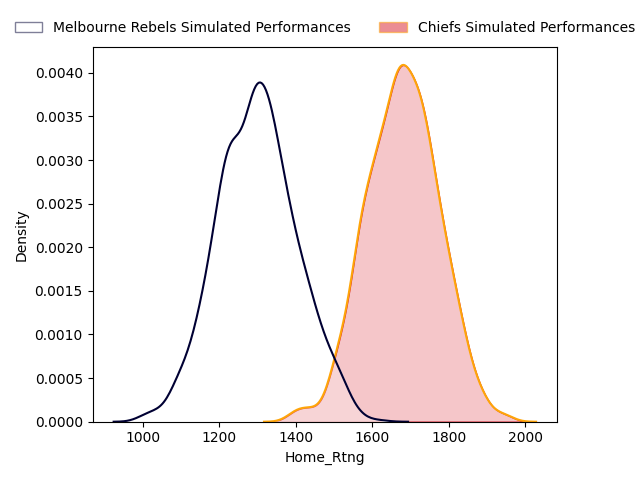 Melbourne Rebels Simulated Performances
Chiefs Simulated Performances
0.0040
0.0035
0.0030
0.0025
0.0020
0.0015
0.0010
0.0005
0.0000
Density
1000 1200 1400 1600 1800 2000
Home_Rtng